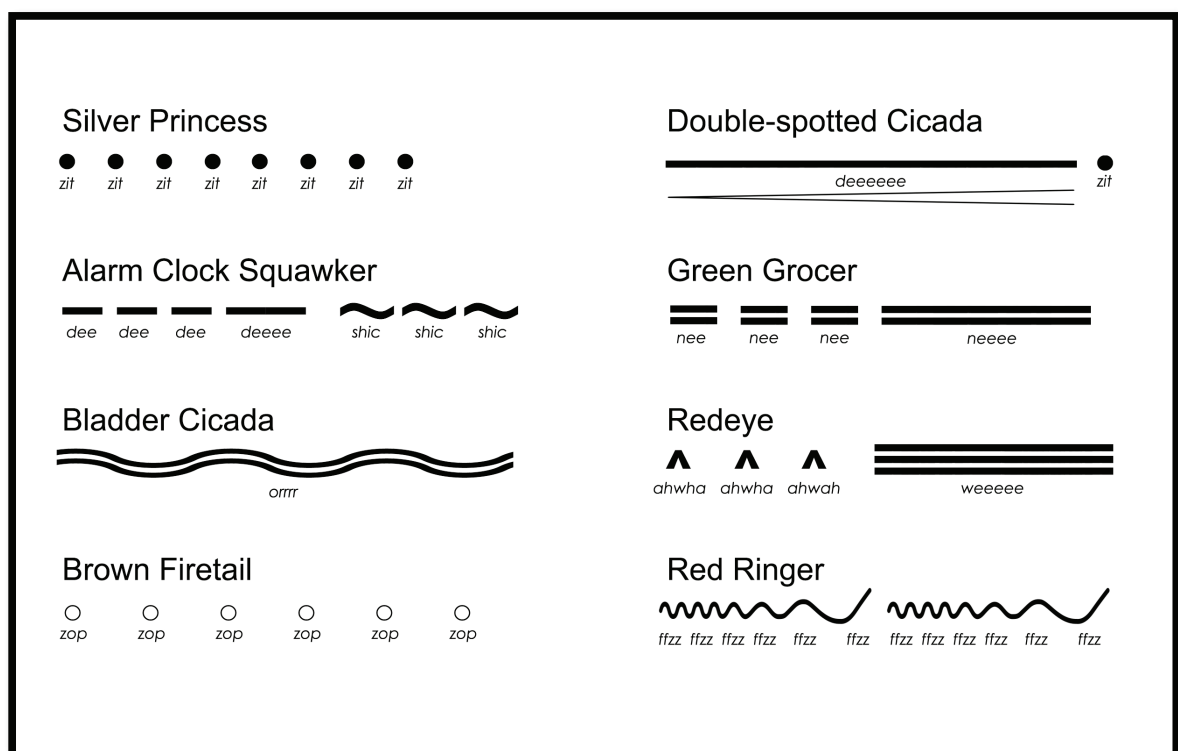 Silver Princess
zit zit zit zit zit zit zit zit
Alarm Clock Squawker
dee dee dee deeee shic shic shic
Bladder Cicada
orrrr
Brown Firetail
zop zop zop zop zop zop
Double-spotted Cicada
deeeeee zit
Green Grocer
nee nee nee neeee
Redeye
ahwha ahwha ahwah weeeee
Red Ringer
ffzz ffzz ffzz ffzz ffzz ffzz ffzz ffzz ffzz ffzz ffzz ffzz